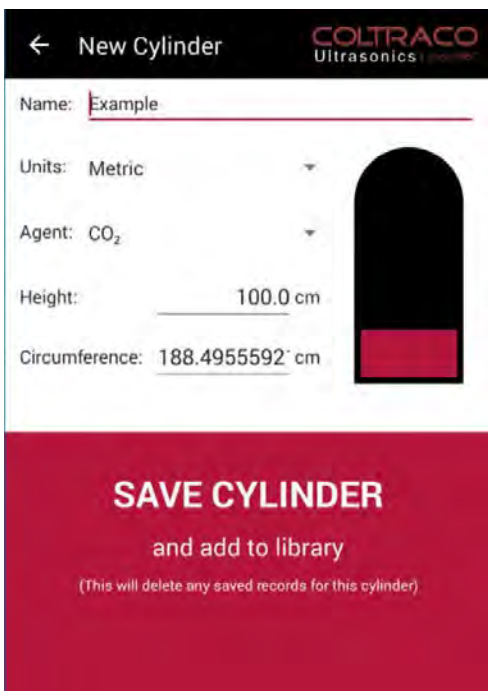 ← New Cylinder
COLTRACO
Ultrasonics
Name: Example
Units: Metric
Agent: CO₂
Height: 100.0 cm
Circumference: 188.4955592 cm
SAVE CYLINDER
and add to library
(This will delete any saved records for this cylinder)